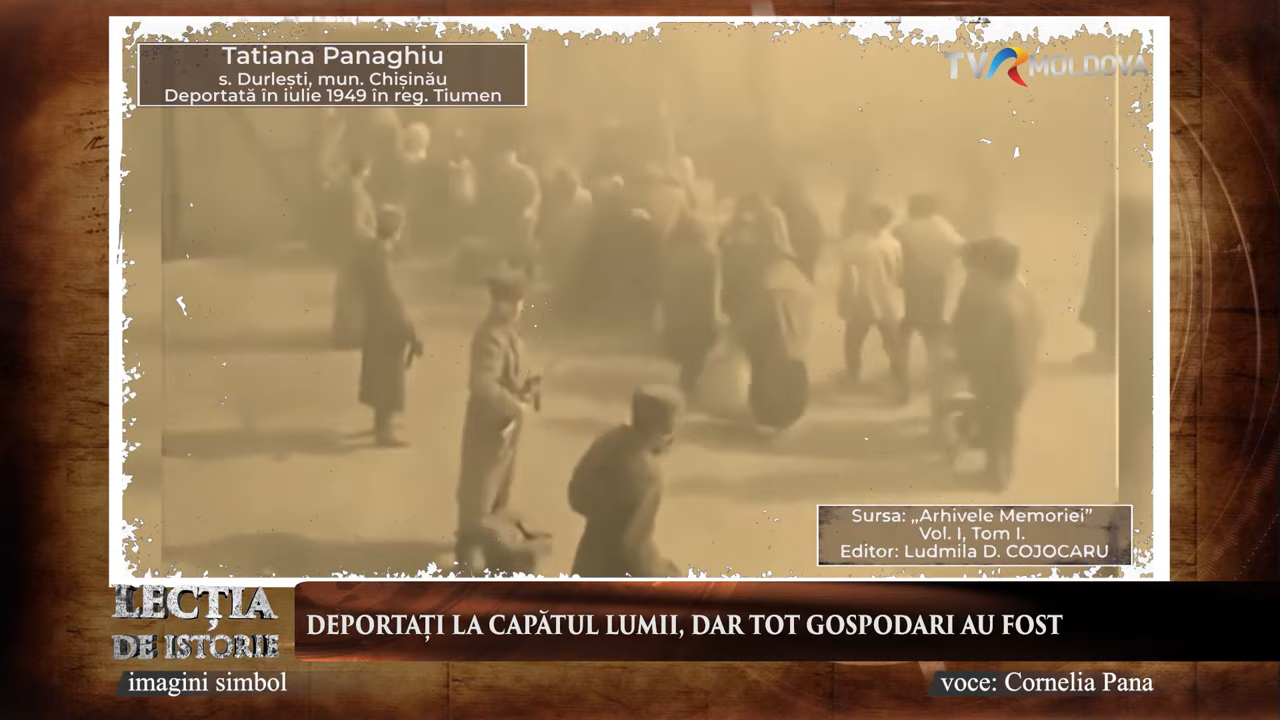 Tatiana Panaghiu
s. Durlești, mun. Chișinău
Deportată în iulie 1949 în reg. Tiumen
TVR MOLDOVA
Sursa: „Arhivele Memoriei”
Vol. I, Tom I.
Editor: Ludmila D. COJOCARU
LECȚIA
DE ISTORIE
DEPORTAȚI LA CAPĂTUL LUMII, DAR TOT GOSPODARI AU FOST
imagini simbol
voce: Cornelia Pana